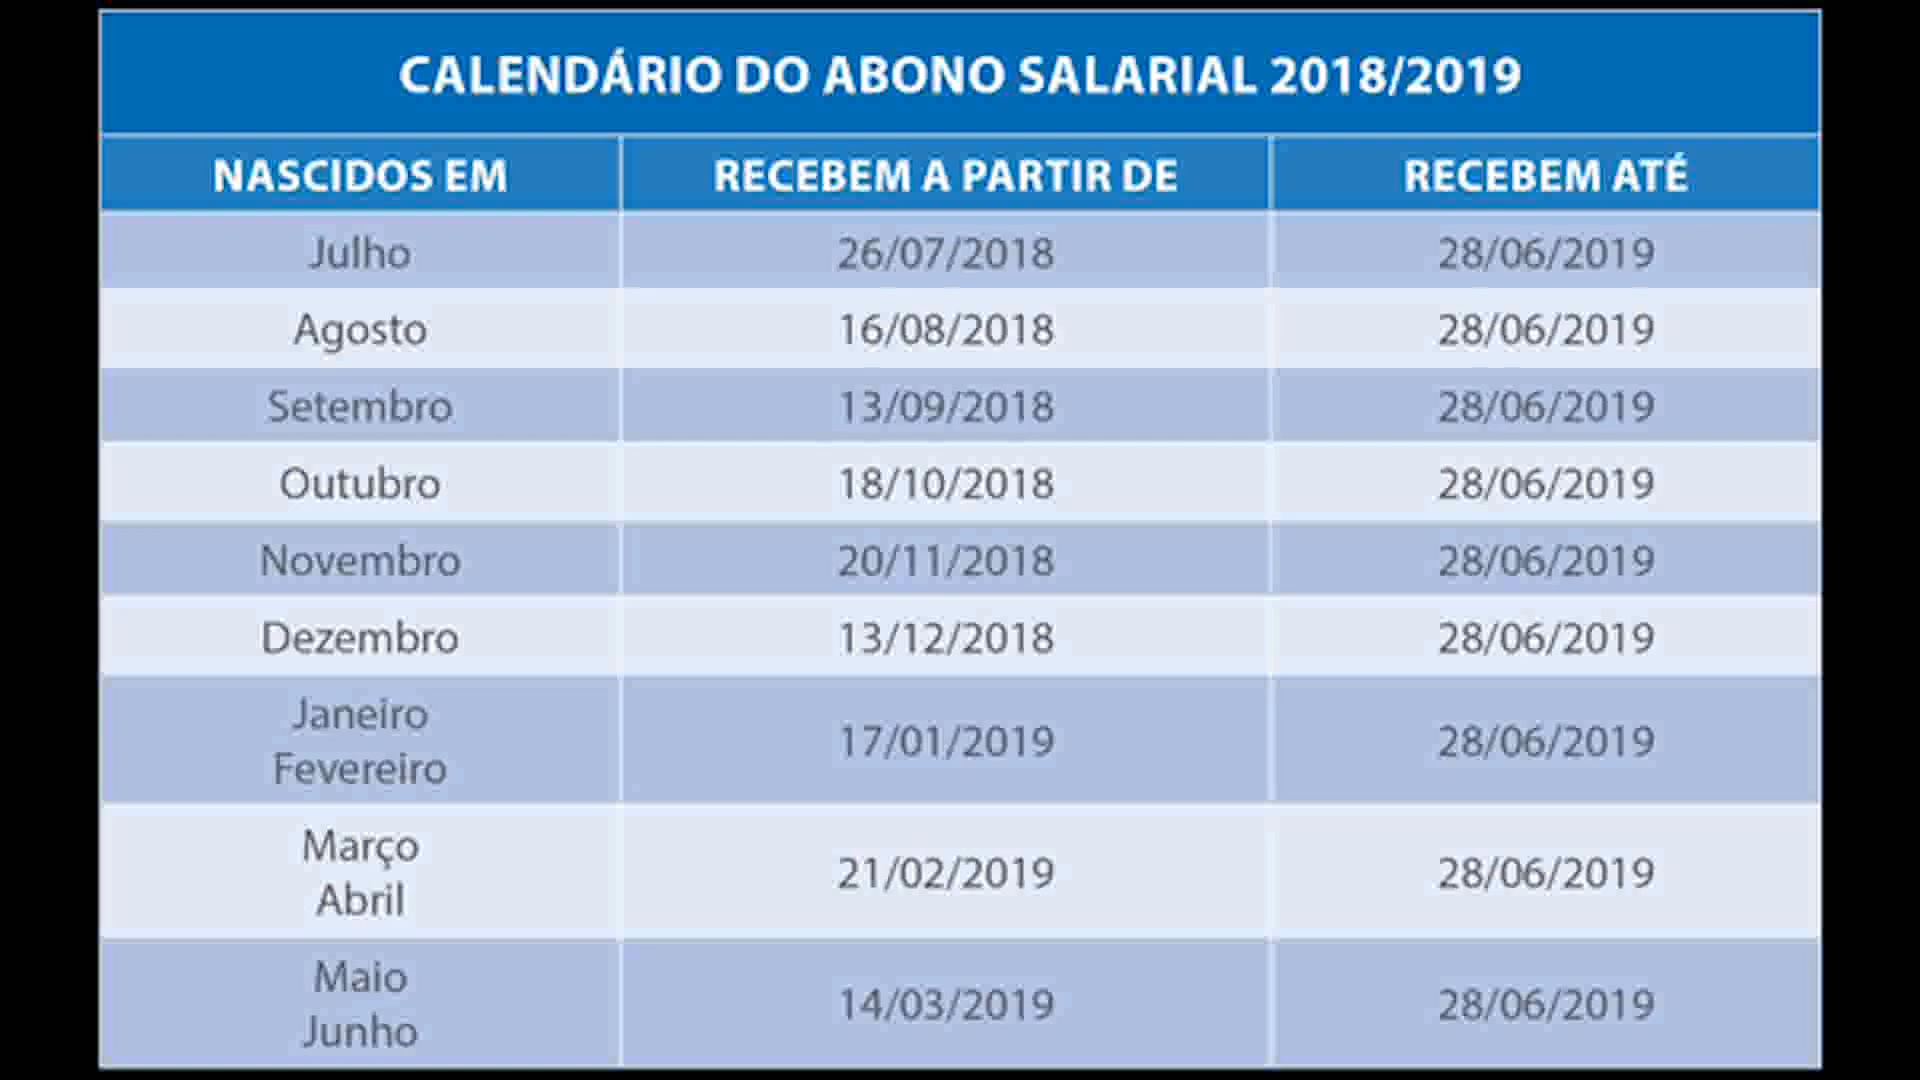 CALENDÁRIO DO ABONO SALARIAL 2018/2019
NASCIDOS EM RECEBEM A PARTIR DE RECEBEM ATÉ
Julho 26/07/2018 28/06/2019
Agosto 16/08/2018 28/06/2019
Setembro 13/09/2018 28/06/2019
Outubro 18/10/2018 28/06/2019
Novembro 20/11/2018 28/06/2019
Dezembro 13/12/2018 28/06/2019
Janeiro
Fevereiro 17/01/2019 28/06/2019
Março
Abril 21/02/2019 28/06/2019
Maio
Junho 14/03/2019 28/06/2019